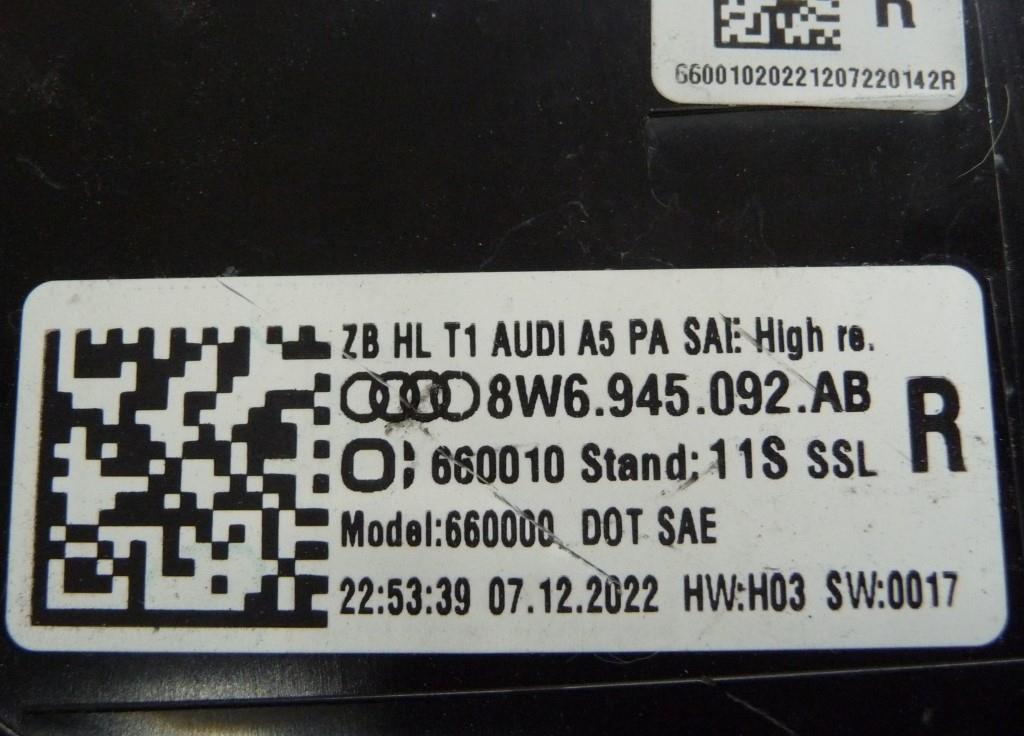 R
66001020221207220142R
ZB HL T1 AUDI A5 PA SAE High re.
8W6.945.092.AB
R
660010 Stand: 11S SSL
Model:660000 DOT SAE
22:53:39 07.12.2022 HW:H03 SW:0017